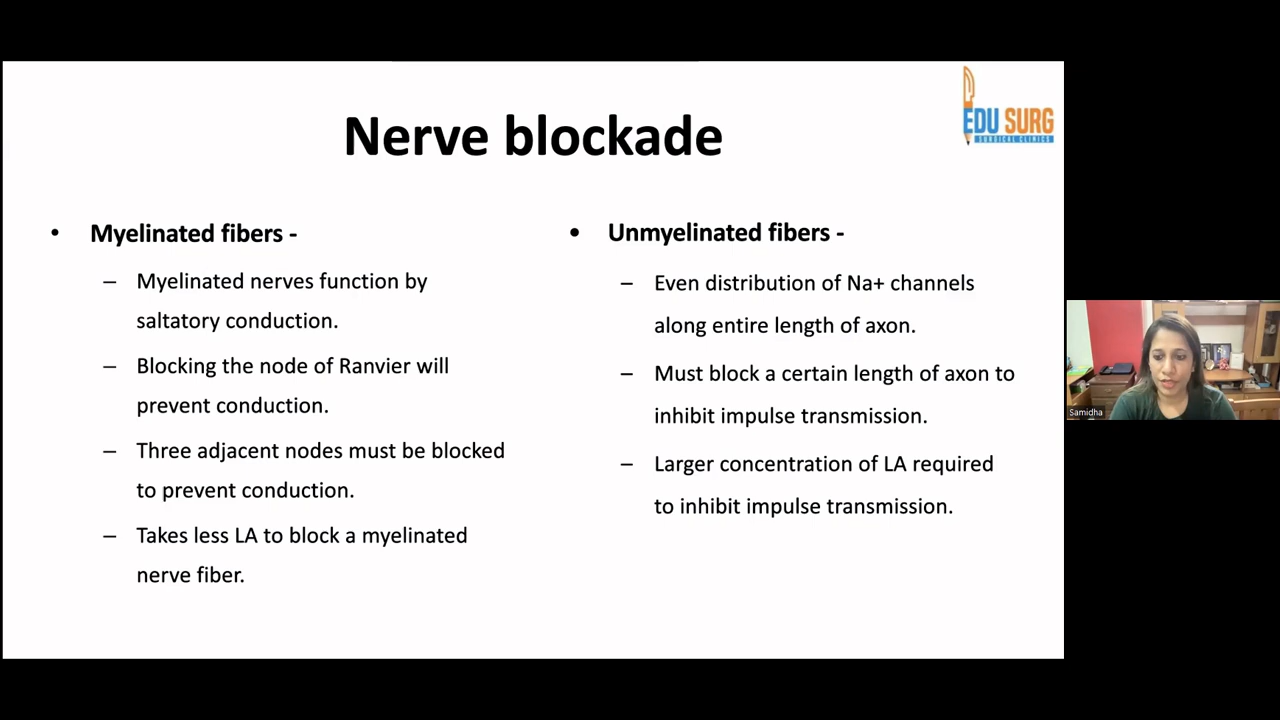 EDU SURG
SURGICAL CLINICS
Nerve blockade
• Myelinated fibers -
– Myelinated nerves function by
saltatory conduction.
– Blocking the node of Ranvier will
prevent conduction.
– Three adjacent nodes must be blocked
to prevent conduction.
– Takes less LA to block a myelinated
nerve fiber.
• Unmyelinated fibers -
– Even distribution of Na+ channels
along entire length of axon.
– Must block a certain length of axon to
inhibit impulse transmission.
– Larger concentration of LA required
to inhibit impulse transmission.
Samidha